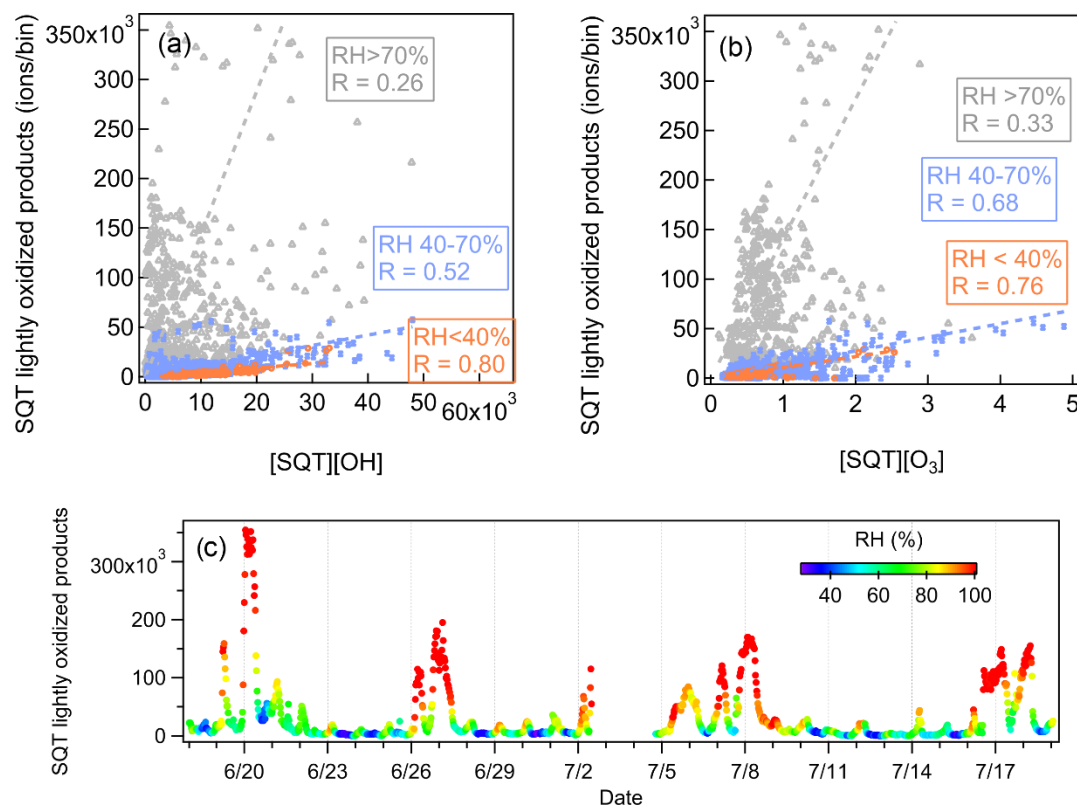 (a)
350x10³
300
250
200
150
100
50
0
SQT lightly oxidized products (ions/bin)
RH>70%
R = 0.26
RH 40-70%
R = 0.52
RH<40%
R = 0.80
0
10
20
30
40
50
60x10³
[SQT][OH]
(b)
350x10³
300
250
200
150
100
50
0
SQT lightly oxidized products (ions/bin)
RH >70%
R = 0.33
RH 40-70%
R = 0.68
RH < 40%
R = 0.76
0
1
2
3
4
5
[SQT][O₃]
(c)
SQT lightly oxidized products
300x10³
200
100
0
RH (%)
40
60
80
100
6/20
6/23
6/26
6/29
7/2
7/5
7/8
7/11
7/14
7/17
Date